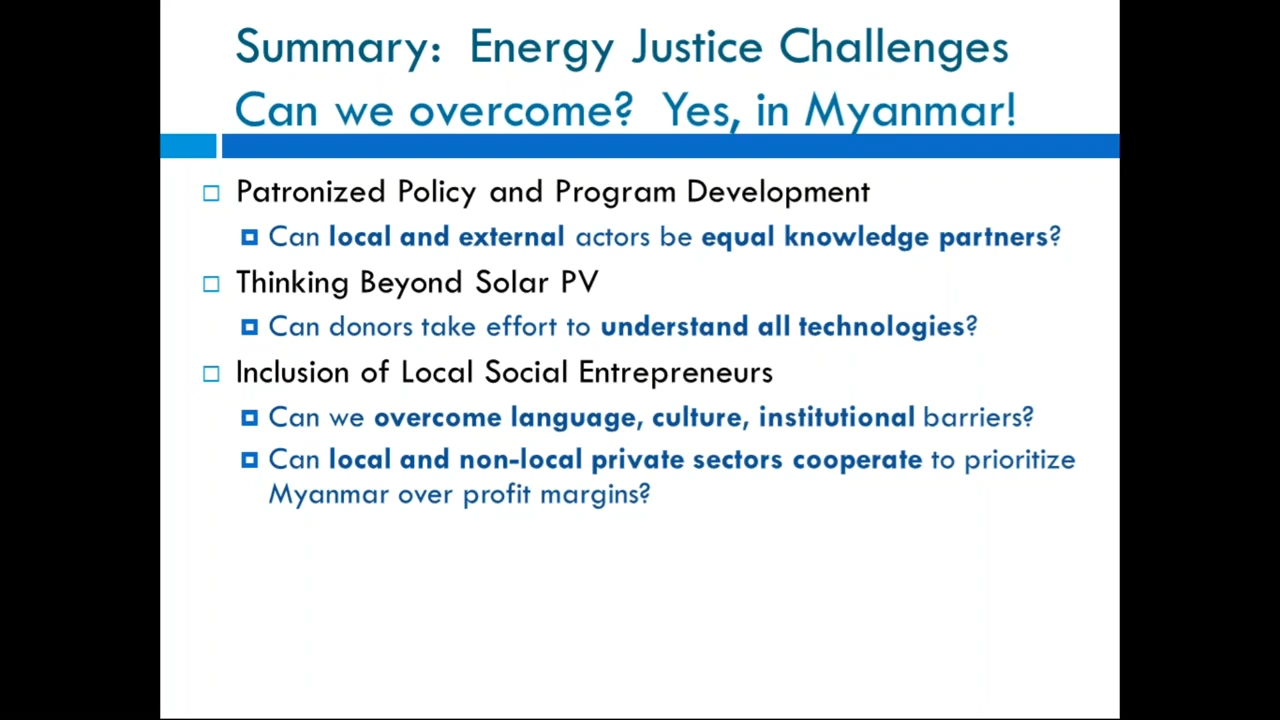 Summary: Energy Justice Challenges
Can we overcome? Yes, in Myanmar!
Patronized Policy and Program Development
Can local and external actors be equal knowledge partners?
Thinking Beyond Solar PV
Can donors take effort to understand all technologies?
Inclusion of Local Social Entrepreneurs
Can we overcome language, culture, institutional barriers?
Can local and non-local private sectors cooperate to prioritize
Myanmar over profit margins?